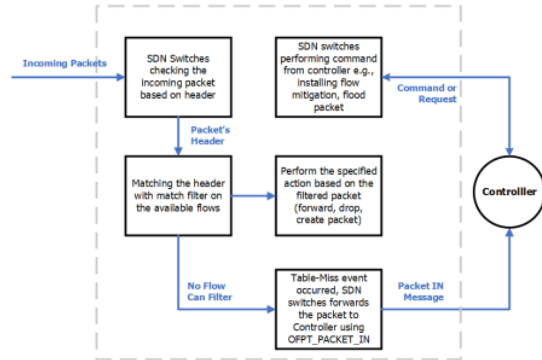 Incoming Packets
SDN Switches
checking the
incoming packet
based on header
SDN switches
performing command
from controller e.g.,
installing flow
mitigation, flood
packet
Command or
Request
Packet's
Header
Matching the header
with match filter on
the available flows
Perform the specified
action based on the
filtered packet
(forward, drop,
create packet)
Controlller
No Flow
Can Filter
Table-Miss event
occurred, SDN
switches forwards
the packet to
Controller using
OFPT_PACKET_IN
Packet IN
Message